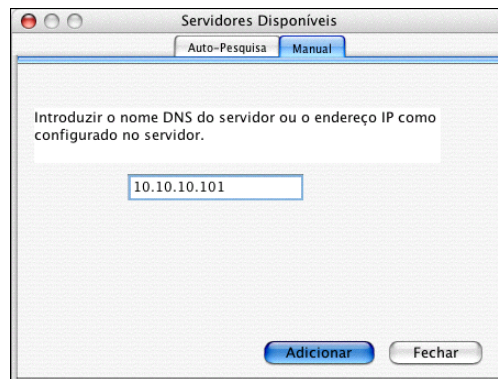 Servidores Disponíveis
Auto-Pesquisa Manual
Introduzir o nome DNS do servidor ou o endereço IP como
configurado no servidor.
10.10.10.101
Adicionar Fechar